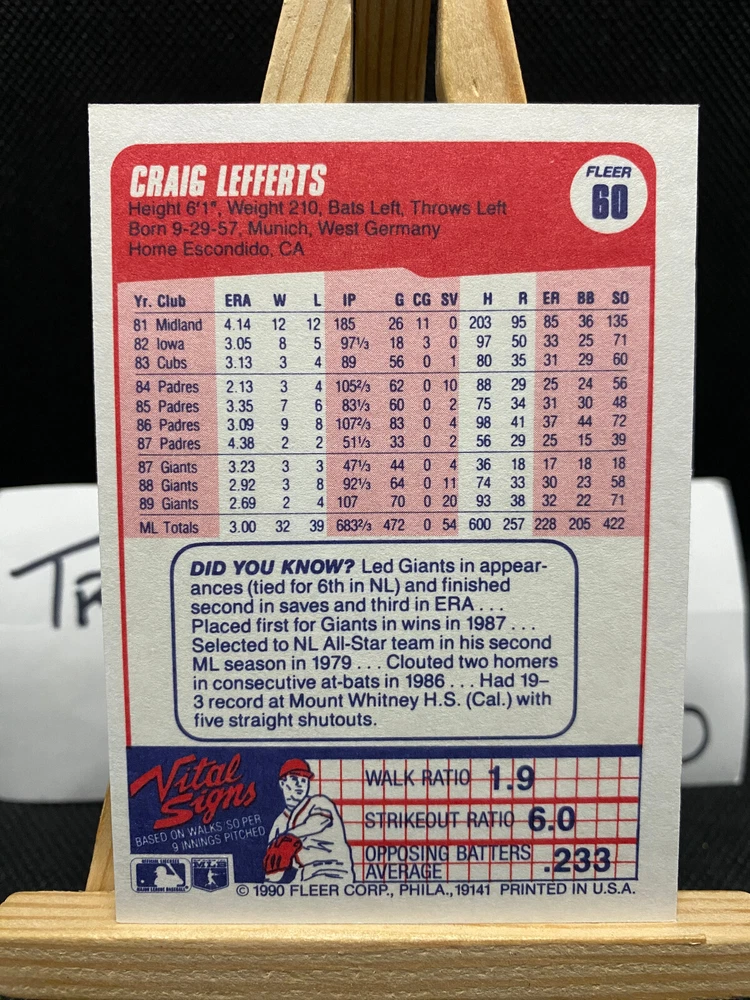 CRAIG LEFFERTS
FLEER
60
Height 6'1", Weight 210, Bats Left, Throws Left
Born 9-29-57, Munich, West Germany
Home Escondido, CA
Yr. Club ERA W L IP G CG SV H R ER BB SO
81 Midland 4.14 12 12 185 26 11 0 203 95 85 36 135
82 Iowa 3.05 8 5 97⅓ 18 3 0 97 50 33 25 71
83 Cubs 3.13 3 4 89 56 0 1 80 35 31 29 60
84 Padres 2.13 3 4 105⅔ 62 0 10 88 29 25 24 56
85 Padres 3.35 7 6 83⅓ 60 0 2 75 34 31 30 48
86 Padres 3.09 9 8 107⅔ 83 0 4 98 41 37 44 72
87 Padres 4.38 2 2 51⅓ 33 0 2 56 29 25 15 39
87 Giants 3.23 3 3 47⅓ 44 0 4 36 18 17 18 18
88 Giants 2.92 3 8 92⅓ 64 0 11 74 33 30 23 58
89 Giants 2.69 2 4 107 70 0 20 93 38 32 22 71
ML Totals 3.00 32 39 683⅔ 472 0 54 600 257 228 205 422
DID YOU KNOW? Led Giants in appear-
ances (tied for 6th in NL) and finished
second in saves and third in ERA . . .
Placed first for Giants in wins in 1987 . . .
Selected to NL All-Star team in his second
ML season in 1979 . . . Clouted two homers
in consecutive at-bats in 1986 . . . Had 19–
3 record at Mount Whitney H.S. (Cal.) with
five straight shutouts.
Vital
Signs
BASED ON WALKS/SO PER
9 INNINGS PITCHED
WALK RATIO 1.9
STRIKEOUT RATIO 6.0
OPPOSING BATTERS
AVERAGE .233
MAJOR LEAGUE BASEBALL
MLB
© 1990 FLEER CORP., PHILA., 19141 PRINTED IN U.S.A.